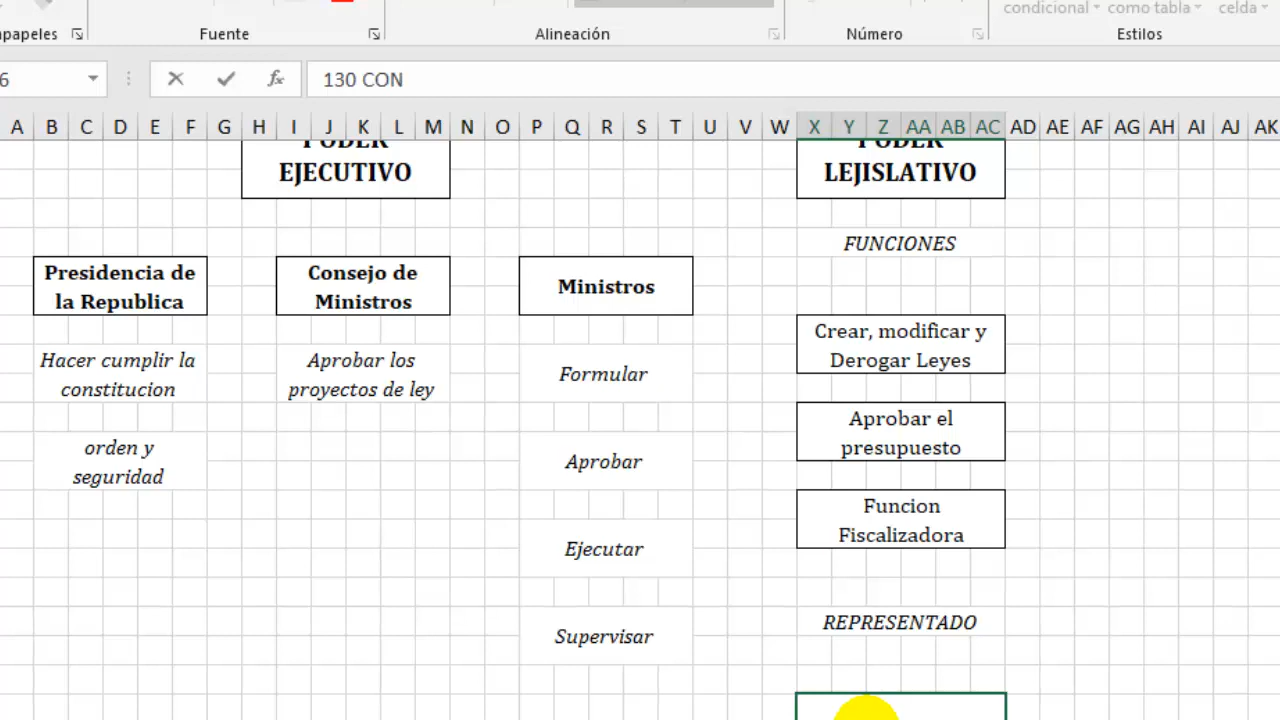 condicional como tabla celda
Fuente Alineación Número Estilos
130 CON
A B C D E F G H I J K L M N O P Q R S T U V W X Y Z AA AB AC AD AE AF AG AH AI AJ AK
PODER
EJECUTIVO
PODER
LEJISLATIVO
FUNCIONES
Presidencia de
la Republica
Consejo de
Ministros
Ministros
Hacer cumplir la
constitucion
Aprobar los
proyectos de ley
Formular
orden y
seguridad
Aprobar
Ejecutar
Supervisar
Crear, modificar y
Derogar Leyes
Aprobar el
presupuesto
Funcion
Fiscalizadora
REPRESENTADO